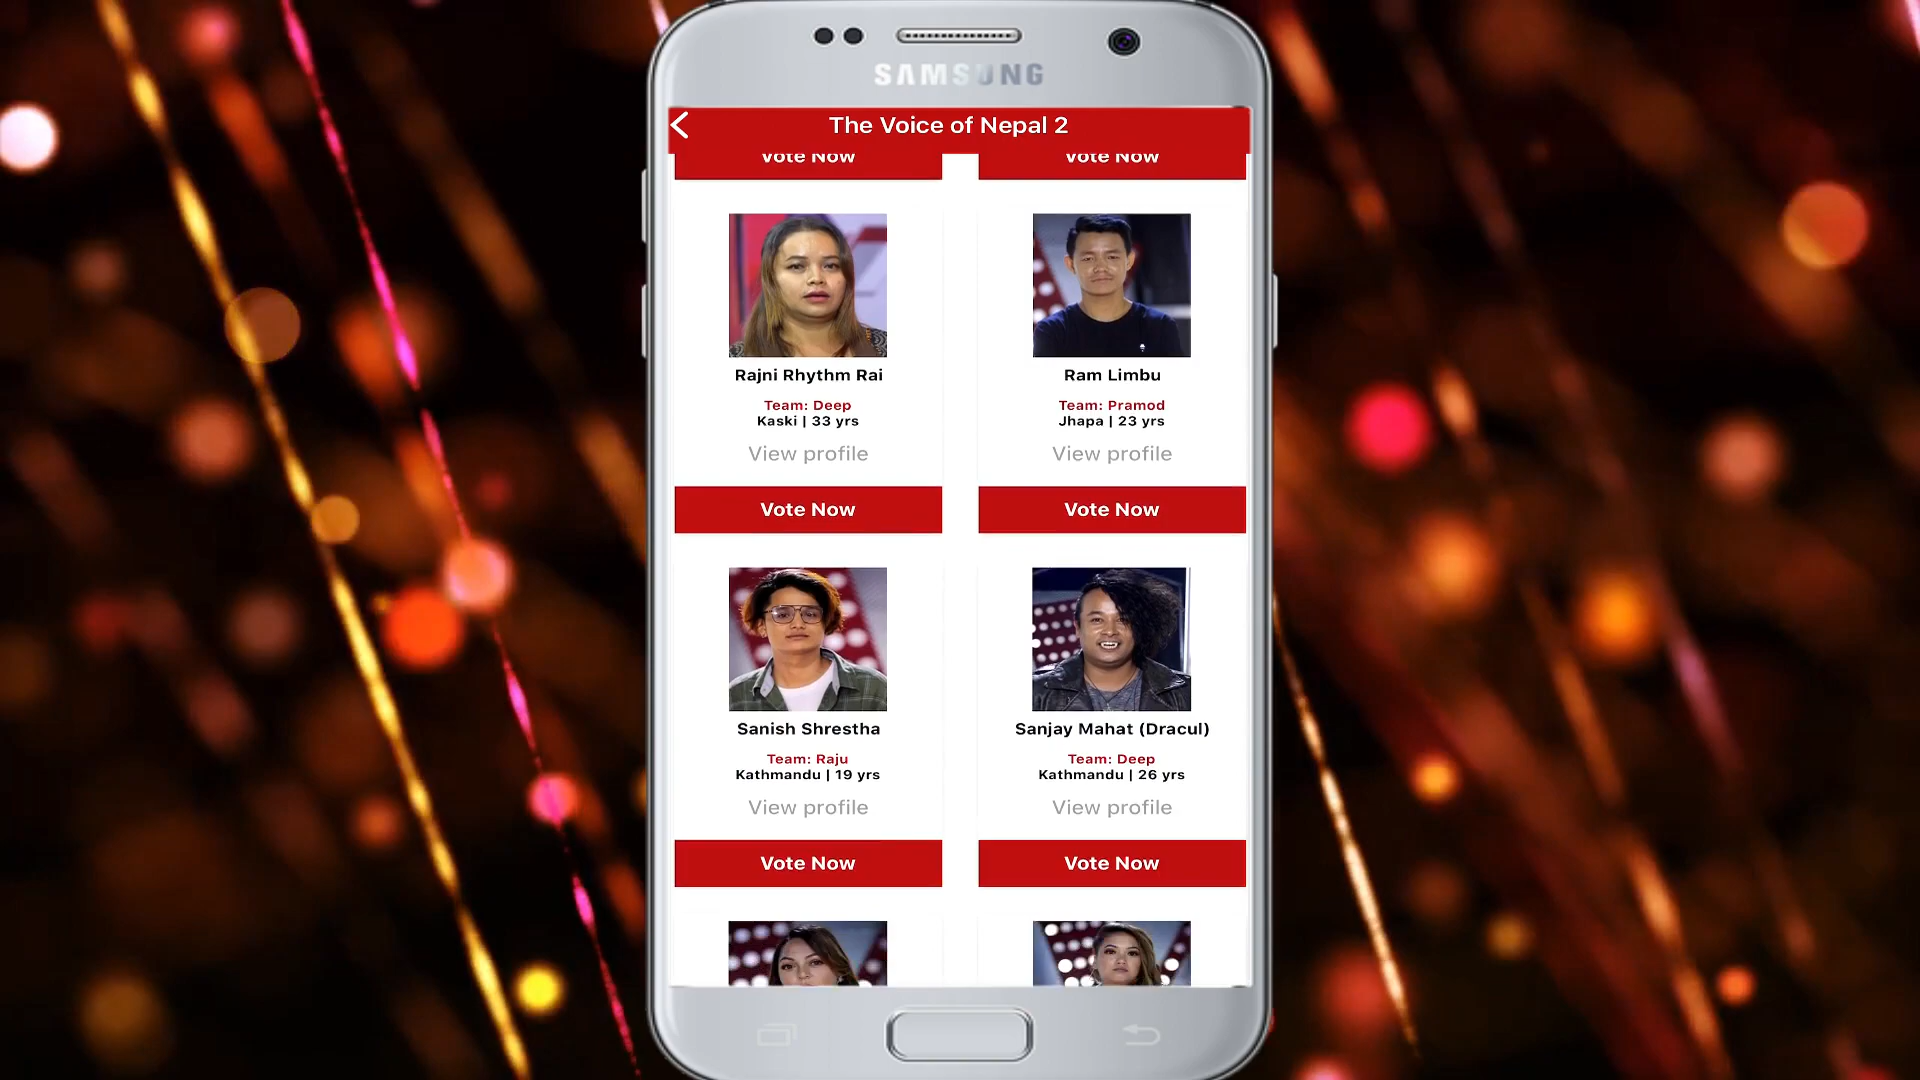 SAMSUNG
The Voice of Nepal 2
Vote Now
Vote Now
Rajni Rhythm Rai
Team: Deep
Kaski | 33 yrs
View profile
Vote Now
Ram Limbu
Team: Pramod
Jhapa | 23 yrs
View profile
Vote Now
Sanish Shrestha
Team: Raju
Kathmandu | 19 yrs
View profile
Vote Now
Sanjay Mahat (Dracul)
Team: Deep
Kathmandu | 26 yrs
View profile
Vote Now